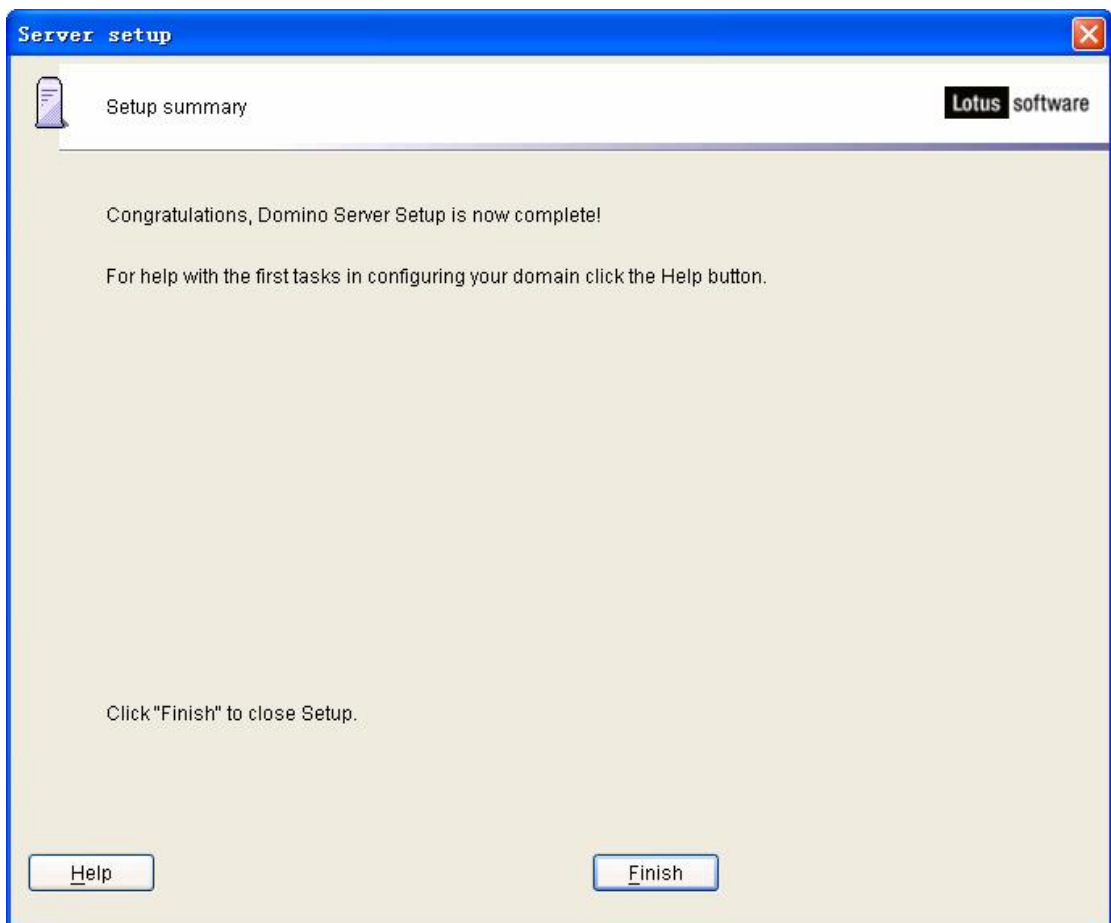 Server setup
Setup summary
Lotus software
Congratulations, Domino Server Setup is now complete!
For help with the first tasks in configuring your domain click the Help button.
Click "Finish" to close Setup.
Help
Finish